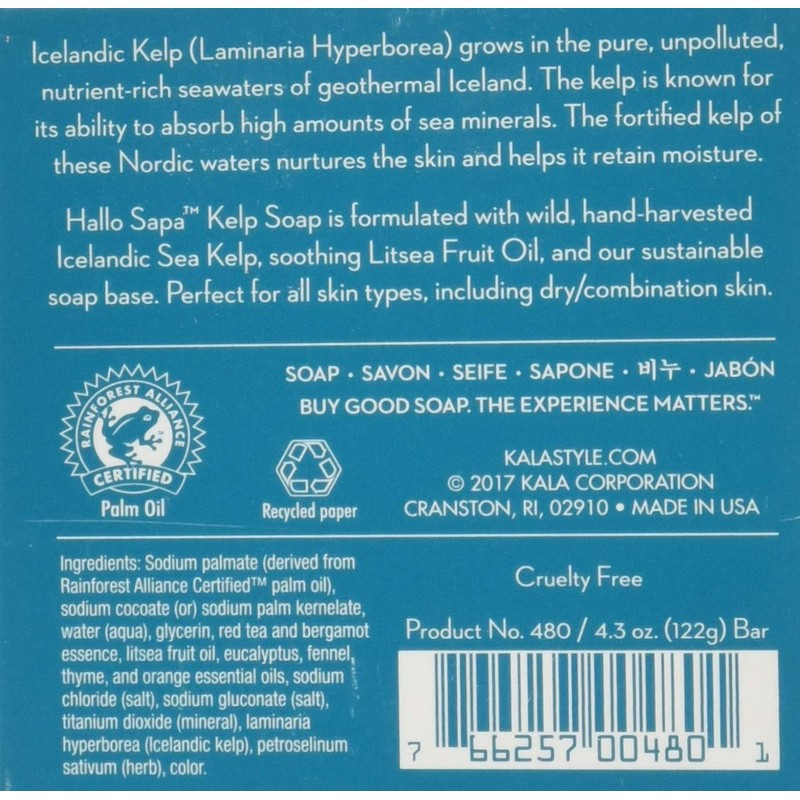 Icelandic Kelp (Laminaria Hyperborea) grows in the pure, unpolluted,
nutrient-rich seawaters of geothermal Iceland. The kelp is known for
its ability to absorb high amounts of sea minerals. The fortified kelp of
these Nordic waters nurtures the skin and helps it retain moisture.
Hallo Sapa™ Kelp Soap is formulated with wild, hand-harvested
Icelandic Sea Kelp, soothing Litsea Fruit Oil, and our sustainable
soap base. Perfect for all skin types, including dry/combination skin.
RAINFOREST ALLIANCE
CERTIFIED
Palm Oil
Recycled paper
SOAP • SAVON • SEIFE • SAPONE • 비누 • JABÓN
BUY GOOD SOAP. THE EXPERIENCE MATTERS.™
KALASTYLE.COM
© 2017 KALA CORPORATION
CRANSTON, RI, 02910 • MADE IN USA
Ingredients: Sodium palmate (derived from
Rainforest Alliance Certified™ palm oil),
sodium cocoate (or) sodium palm kernelate,
water (aqua), glycerin, red tea and bergamot
essence, litsea fruit oil, eucalyptus, fennel,
thyme, and orange essential oils, sodium
chloride (salt), sodium gluconate (salt),
titanium dioxide (mineral), laminaria
hyperborea (Icelandic kelp), petroselinum
sativum (herb), color.
Cruelty Free
Product No. 480 / 4.3 oz. (122g) Bar
7 66257 00480 1